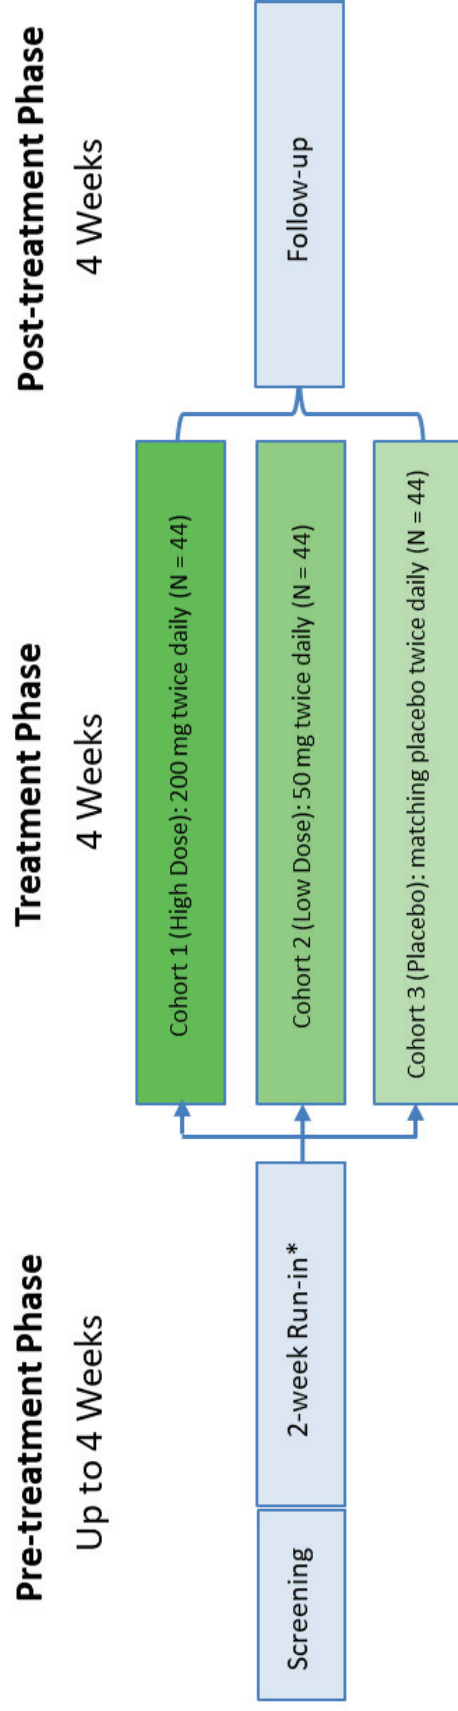 Pre-treatment Phase
Up to 4 Weeks
Treatment Phase
4 Weeks
Post-treatment Phase
4 Weeks
Screening
2-week Run-in*
Cohort 1 (High Dose): 200 mg twice daily (N = 44)
Cohort 2 (Low Dose): 50 mg twice daily (N = 44)
Cohort 3 (Placebo): matching placebo twice daily (N = 44)
Follow-up